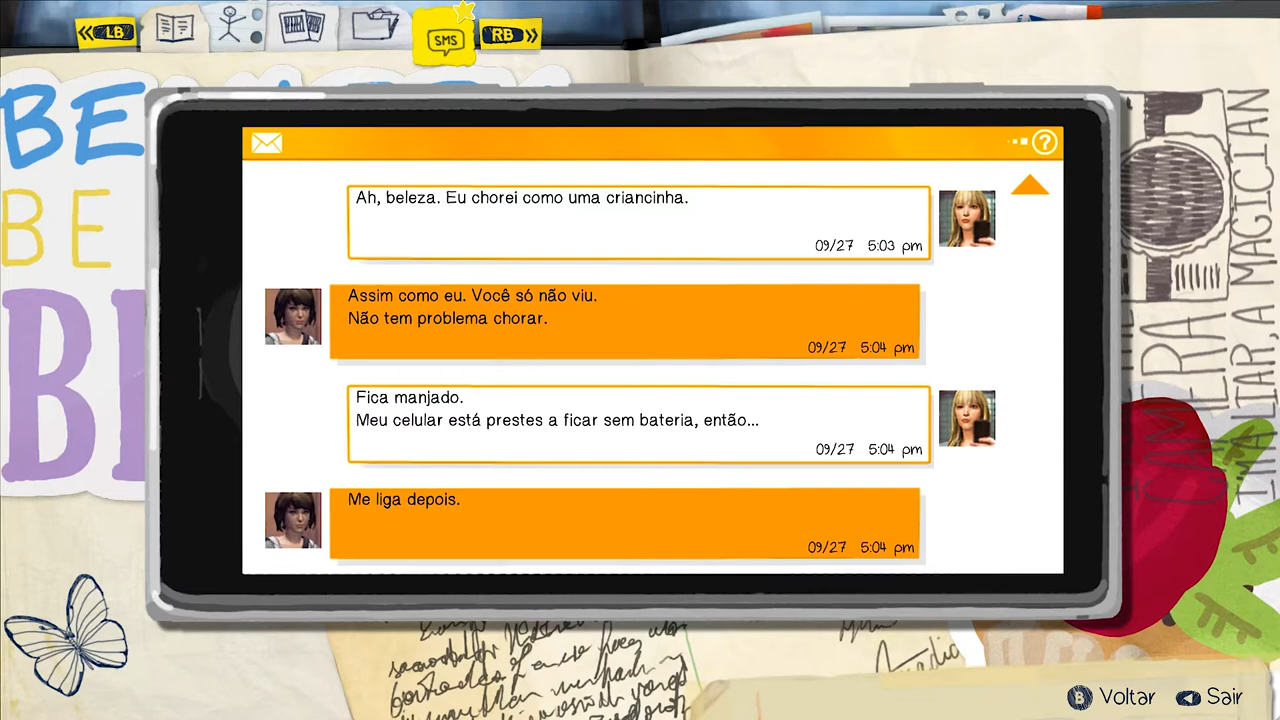 LB
SMS
RB
BE
BE
Ah, beleza. Eu chorei como uma criancinha.
09/27 5:03 pm
Assim como eu. Você só não viu.
Não tem problema chorar.
09/27 5:04 pm
Fica manjado.
Meu celular está prestes a ficar sem bateria, então...
09/27 5:04 pm
Me liga depois.
09/27 5:04 pm
A MAGICIAN
B Voltar
Sair